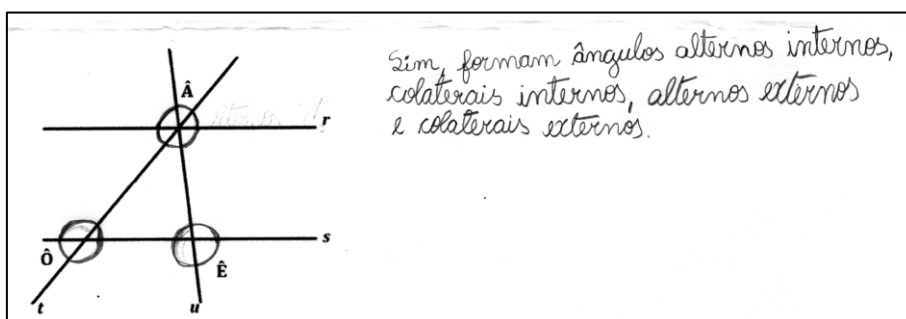 Sim, formam ângulos alternos internos,
colaterais internos, alternos externos
e colaterais externos.
Â
r
s
Ô
Ê
t
u